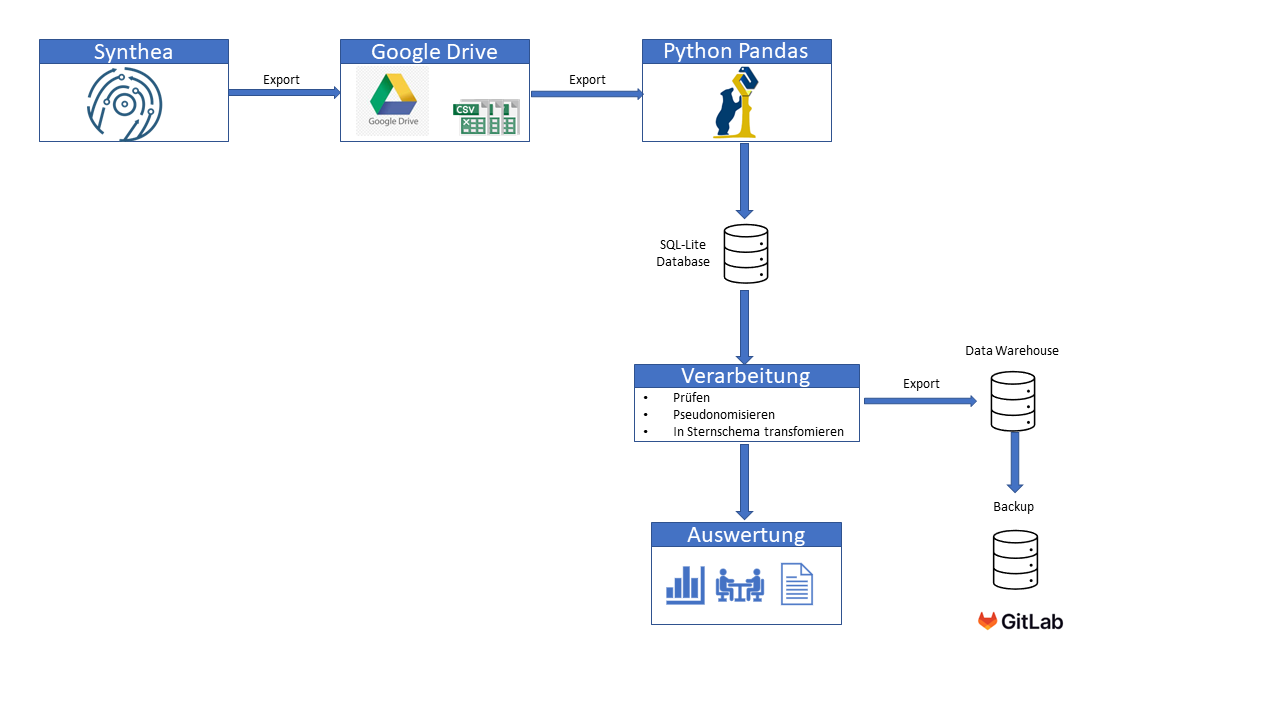 Synthea
Export
Google Drive
Google Drive
CSV
Export
Python Pandas
SQL-Lite
Database
Verarbeitung
• Prüfen
• Pseudonomisieren
• In Sternschema transfomieren
Export
Data Warehouse
Backup
GitLab
Auswertung